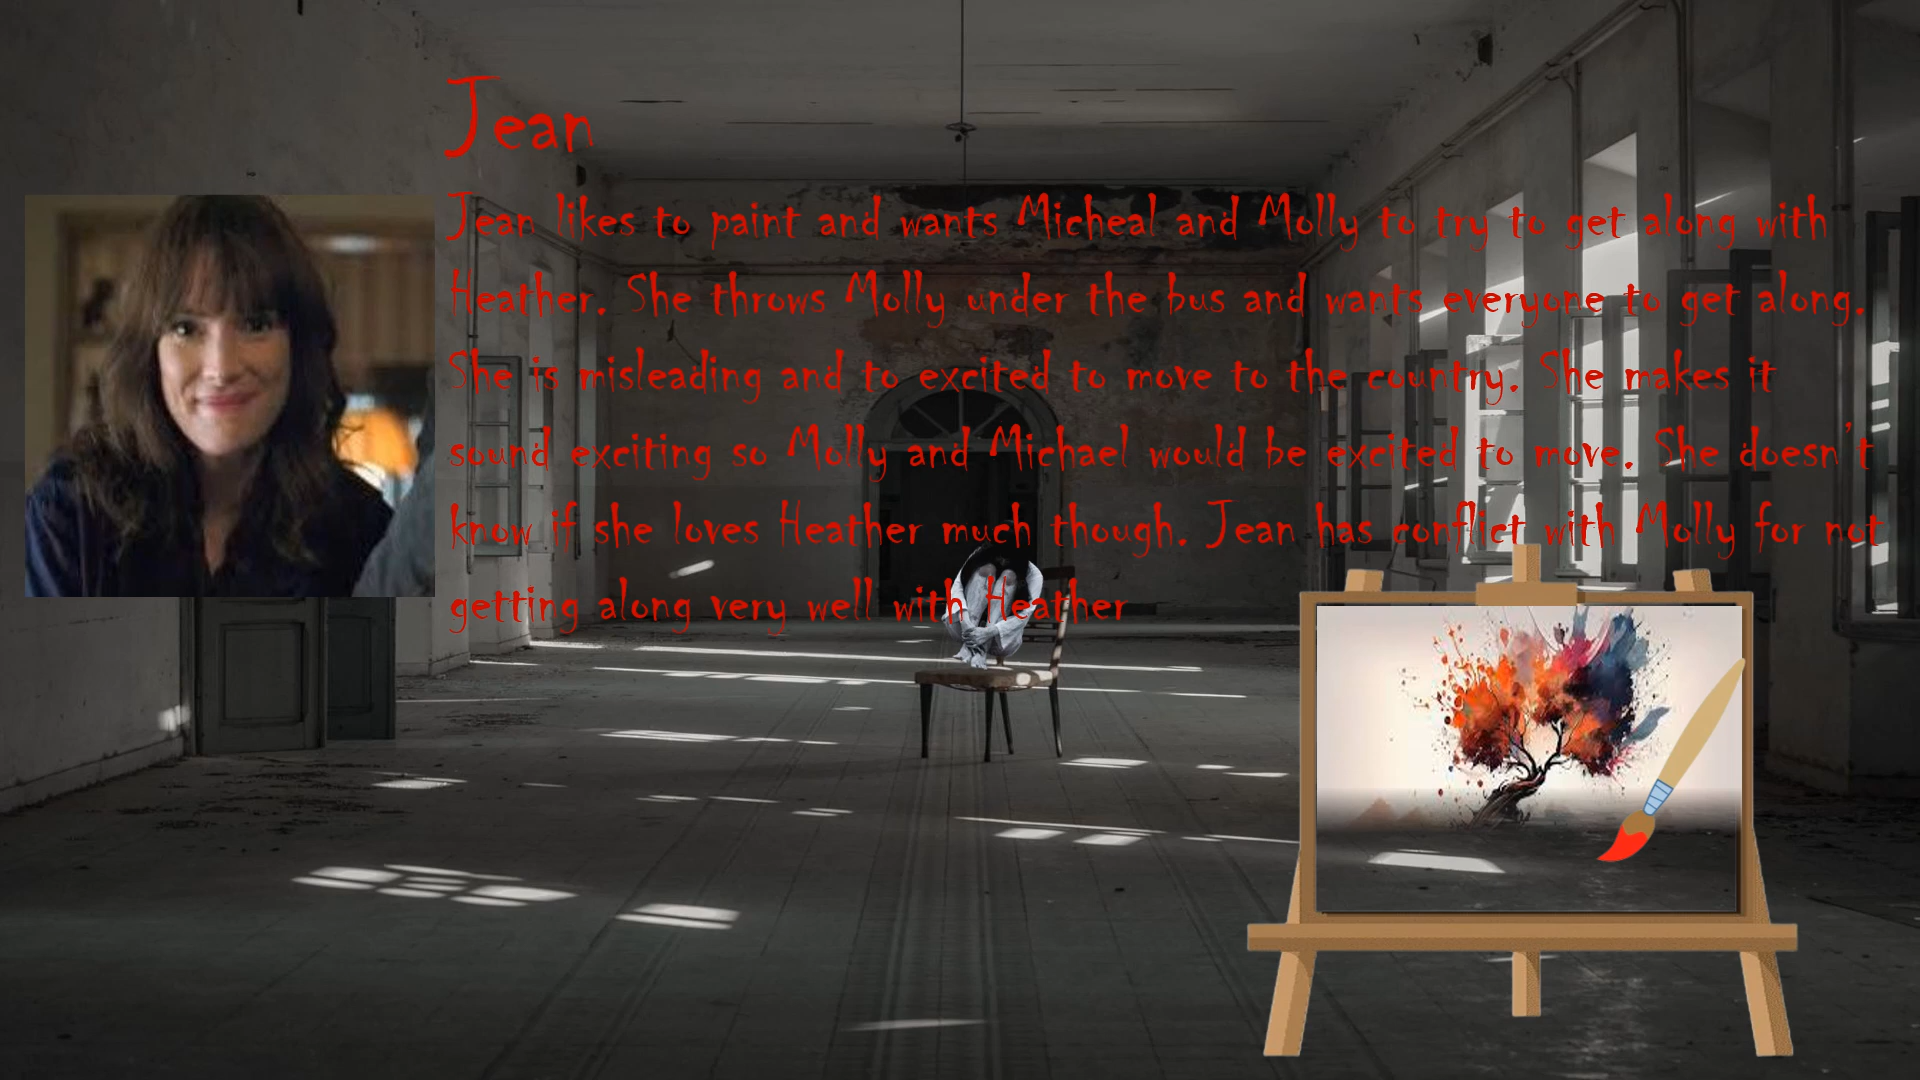 Jean
Jean likes to paint and wants Micheal and Molly to try to get along with
Heather. She throws Molly under the bus and wants everyone to get along.
She is misleading and to excited to move to the country. She makes it
sound exciting so Molly and Michael would be excited to move. She doesn't
know if she loves Heather much though. Jean has conflict with Molly for not
getting along very well with Heather